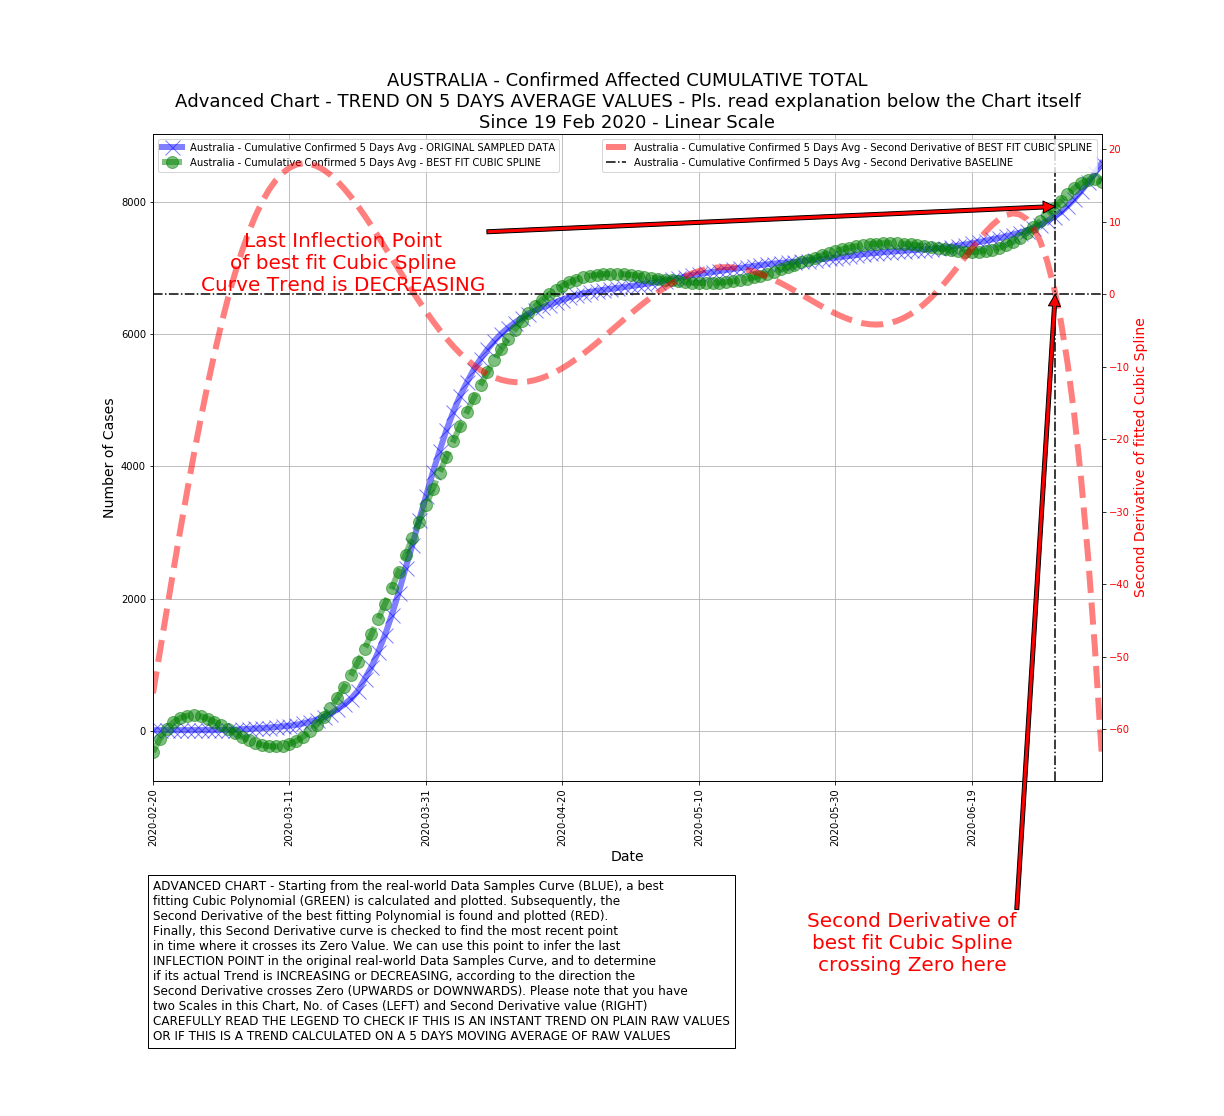 AUSTRALIA - Confirmed Affected CUMULATIVE TOTAL
Advanced Chart - TREND ON 5 DAYS AVERAGE VALUES - Pls. read explanation below the Chart itself
Since 19 Feb 2020 - Linear Scale
Australia - Cumulative Confirmed 5 Days Avg - ORIGINAL SAMPLED DATA
Australia - Cumulative Confirmed 5 Days Avg - BEST FIT CUBIC SPLINE
Australia - Cumulative Confirmed 5 Days Avg - Second Derivative of BEST FIT CUBIC SPLINE
Australia - Cumulative Confirmed 5 Days Avg - Second Derivative BASELINE
Last Inflection Point
of best fit Cubic Spline
Curve Trend is DECREASING
Number of Cases
8000
6000
4000
2000
0
20
10
0
−10
−20
−30
−40
−50
−60
Second Derivative of fitted Cubic Spline
2020-02-20
2020-03-11
2020-03-31
2020-04-20
2020-05-10
2020-05-30
2020-06-19
Date
ADVANCED CHART - Starting from the real-world Data Samples Curve (BLUE), a best
fitting Cubic Polynomial (GREEN) is calculated and plotted. Subsequently, the
Second Derivative of the best fitting Polynomial is found and plotted (RED).
Finally, this Second Derivative curve is checked to find the most recent point
in time where it crosses its Zero Value. We can use this point to infer the last
INFLECTION POINT in the original real-world Data Samples Curve, and to determine
if its actual Trend is INCREASING or DECREASING, according to the direction the
Second Derivative crosses Zero (UPWARDS or DOWNWARDS). Please note that you have
two Scales in this Chart, No. of Cases (LEFT) and Second Derivative value (RIGHT)
CAREFULLY READ THE LEGEND TO CHECK IF THIS IS AN INSTANT TREND ON PLAIN RAW VALUES
OR IF THIS IS A TREND CALCULATED ON A 5 DAYS MOVING AVERAGE OF RAW VALUES
Second Derivative of
best fit Cubic Spline
crossing Zero here